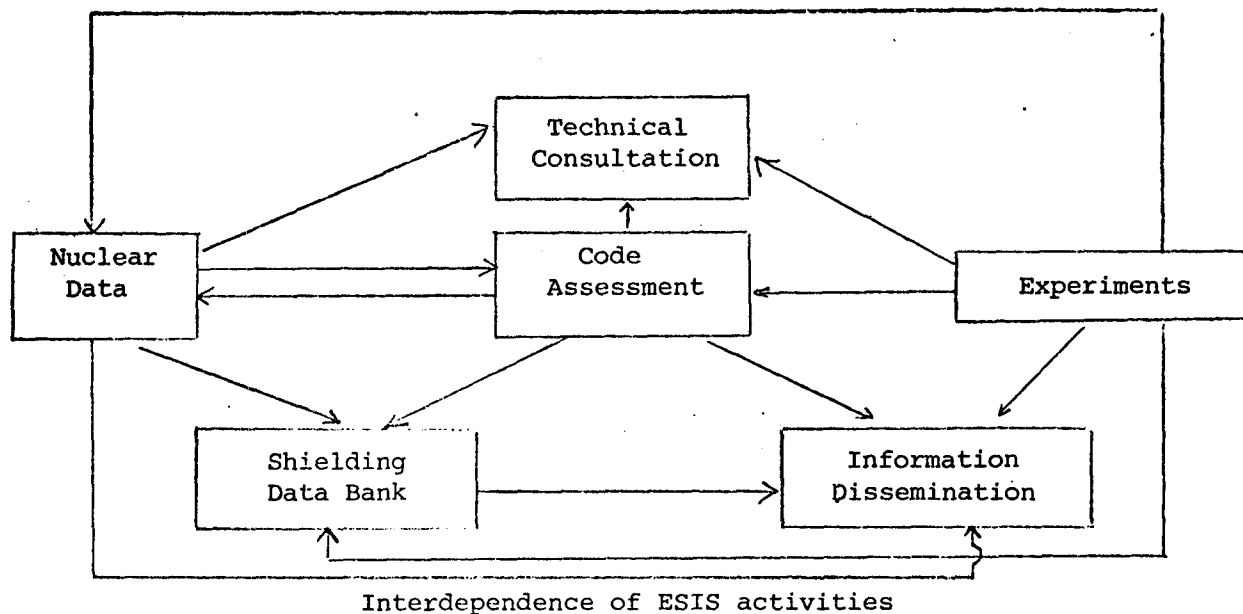 Technical
Consultation
Nuclear
Data
Code
Assessment
Experiments
Shielding
Data Bank
Information
Dissemination
Interdependence of ESIS activities